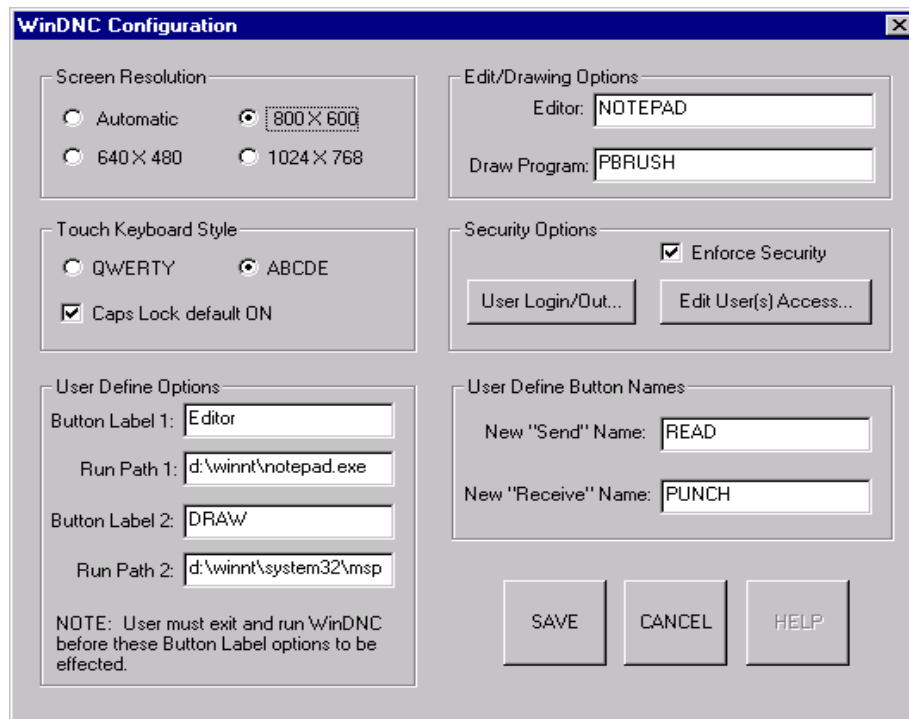 WinDNC Configuration
Screen Resolution
Automatic
800 X 600
640 X 480
1024 X 768
Edit/Drawing Options
Editor: NOTEPAD
Draw Program: PBRUSH
Touch Keyboard Style
QWERTY
ABCDE
Caps Lock default ON
Security Options
Enforce Security
User Login/Out...
Edit User(s) Access...
User Define Options
Button Label 1: Editor
Run Path 1: d:\winnt\notepad.exe
Button Label 2: DRAW
Run Path 2: d:\winnt\system32\msp
NOTE: User must exit and run WinDNC
before these Button Label options to be
effected.
User Define Button Names
New "Send" Name: READ
New "Receive" Name: PUNCH
SAVE
CANCEL
HELP